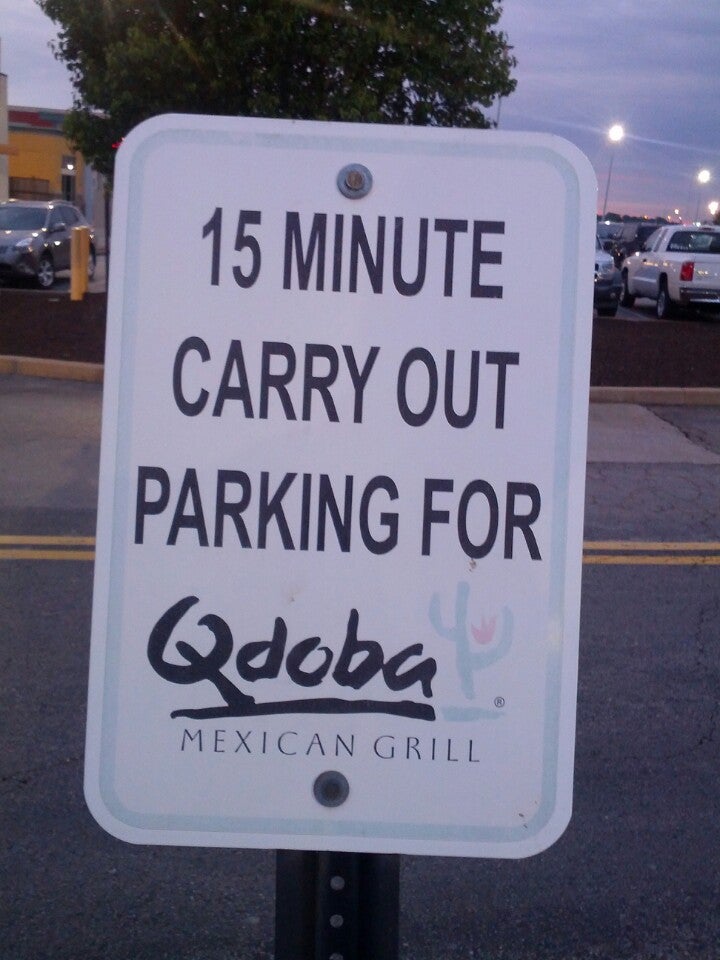 15 MINUTE
CARRY OUT
PARKING FOR
Qdoba ®
MEXICAN GRILL